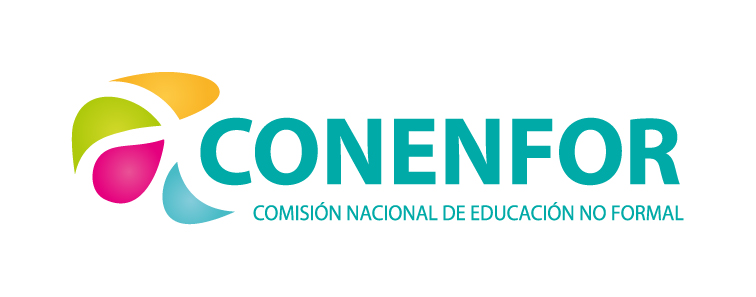 CONENFOR
COMISIÓN NACIONAL DE EDUCACIÓN NO FORMAL